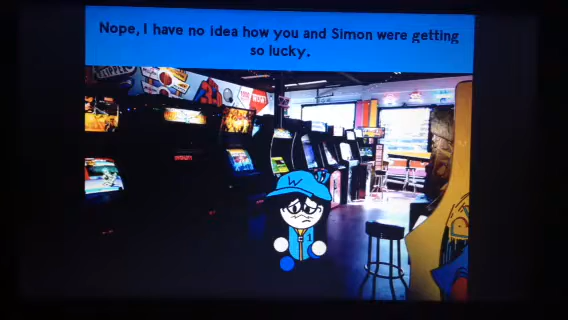 Nope, I have no idea how you and Simon were getting
so lucky.
W